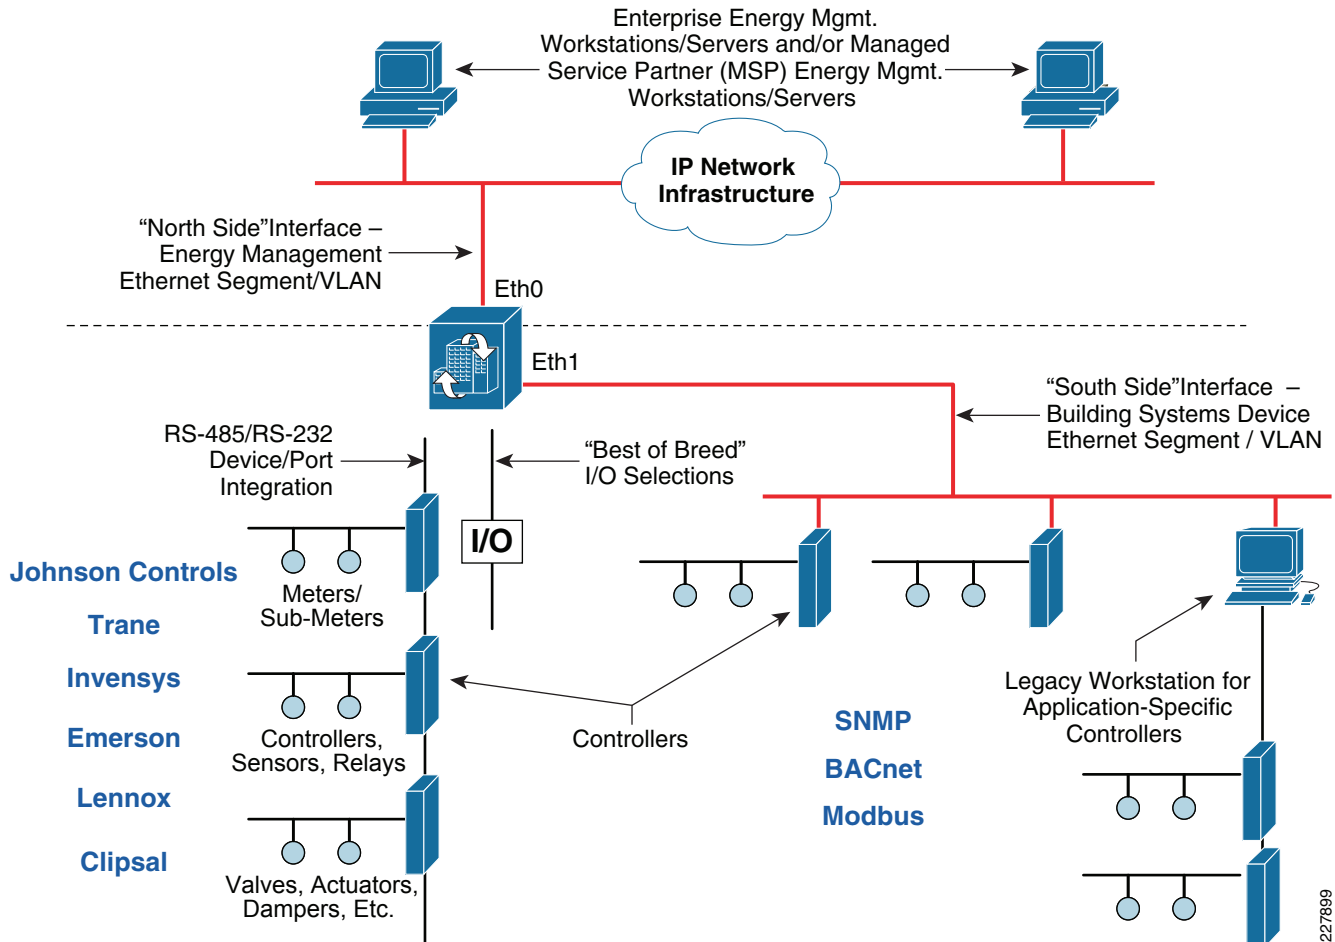 Enterprise Energy Mgmt.
Workstations/Servers and/or Managed
Service Partner (MSP) Energy Mgmt.
Workstations/Servers
IP Network
Infrastructure
“North Side”Interface –
Energy Management
Ethernet Segment/VLAN
Eth0
Eth1
“South Side”Interface –
Building Systems Device
Ethernet Segment / VLAN
RS-485/RS-232
Device/Port
Integration
“Best of Breed”
I/O Selections
I/O
Johnson Controls
Trane
Invensys
Emerson
Lennox
Clipsal
Meters/
Sub-Meters
Controllers,
Sensors, Relays
Valves, Actuators,
Dampers, Etc.
Controllers
SNMP
BACnet
Modbus
Legacy Workstation for
Application-Specific
Controllers
227899